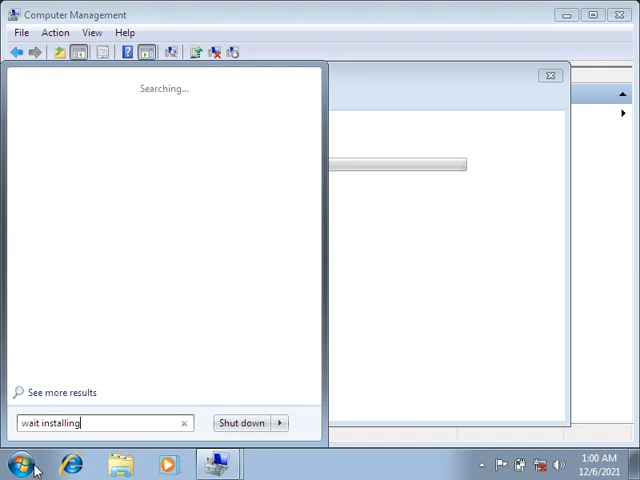 Computer Management
File Action View Help
Searching...
See more results
wait installing
Shut down
1:00 AM
12/6/2021